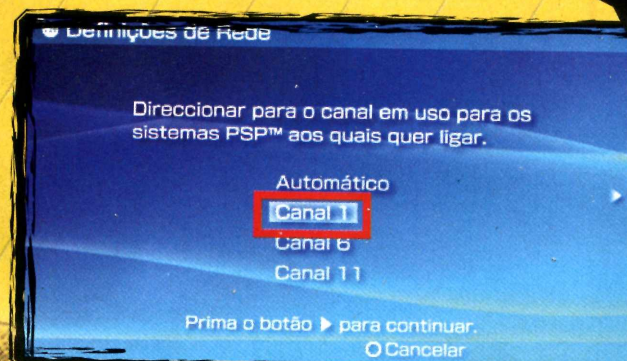 Definições de Rede
Direccionar para o canal em uso para os
sistemas PSP™ aos quais quer ligar.
Automático
Canal 1
Canal 6
Canal 11
Prima o botão ▶ para continuar.
O Cancelar